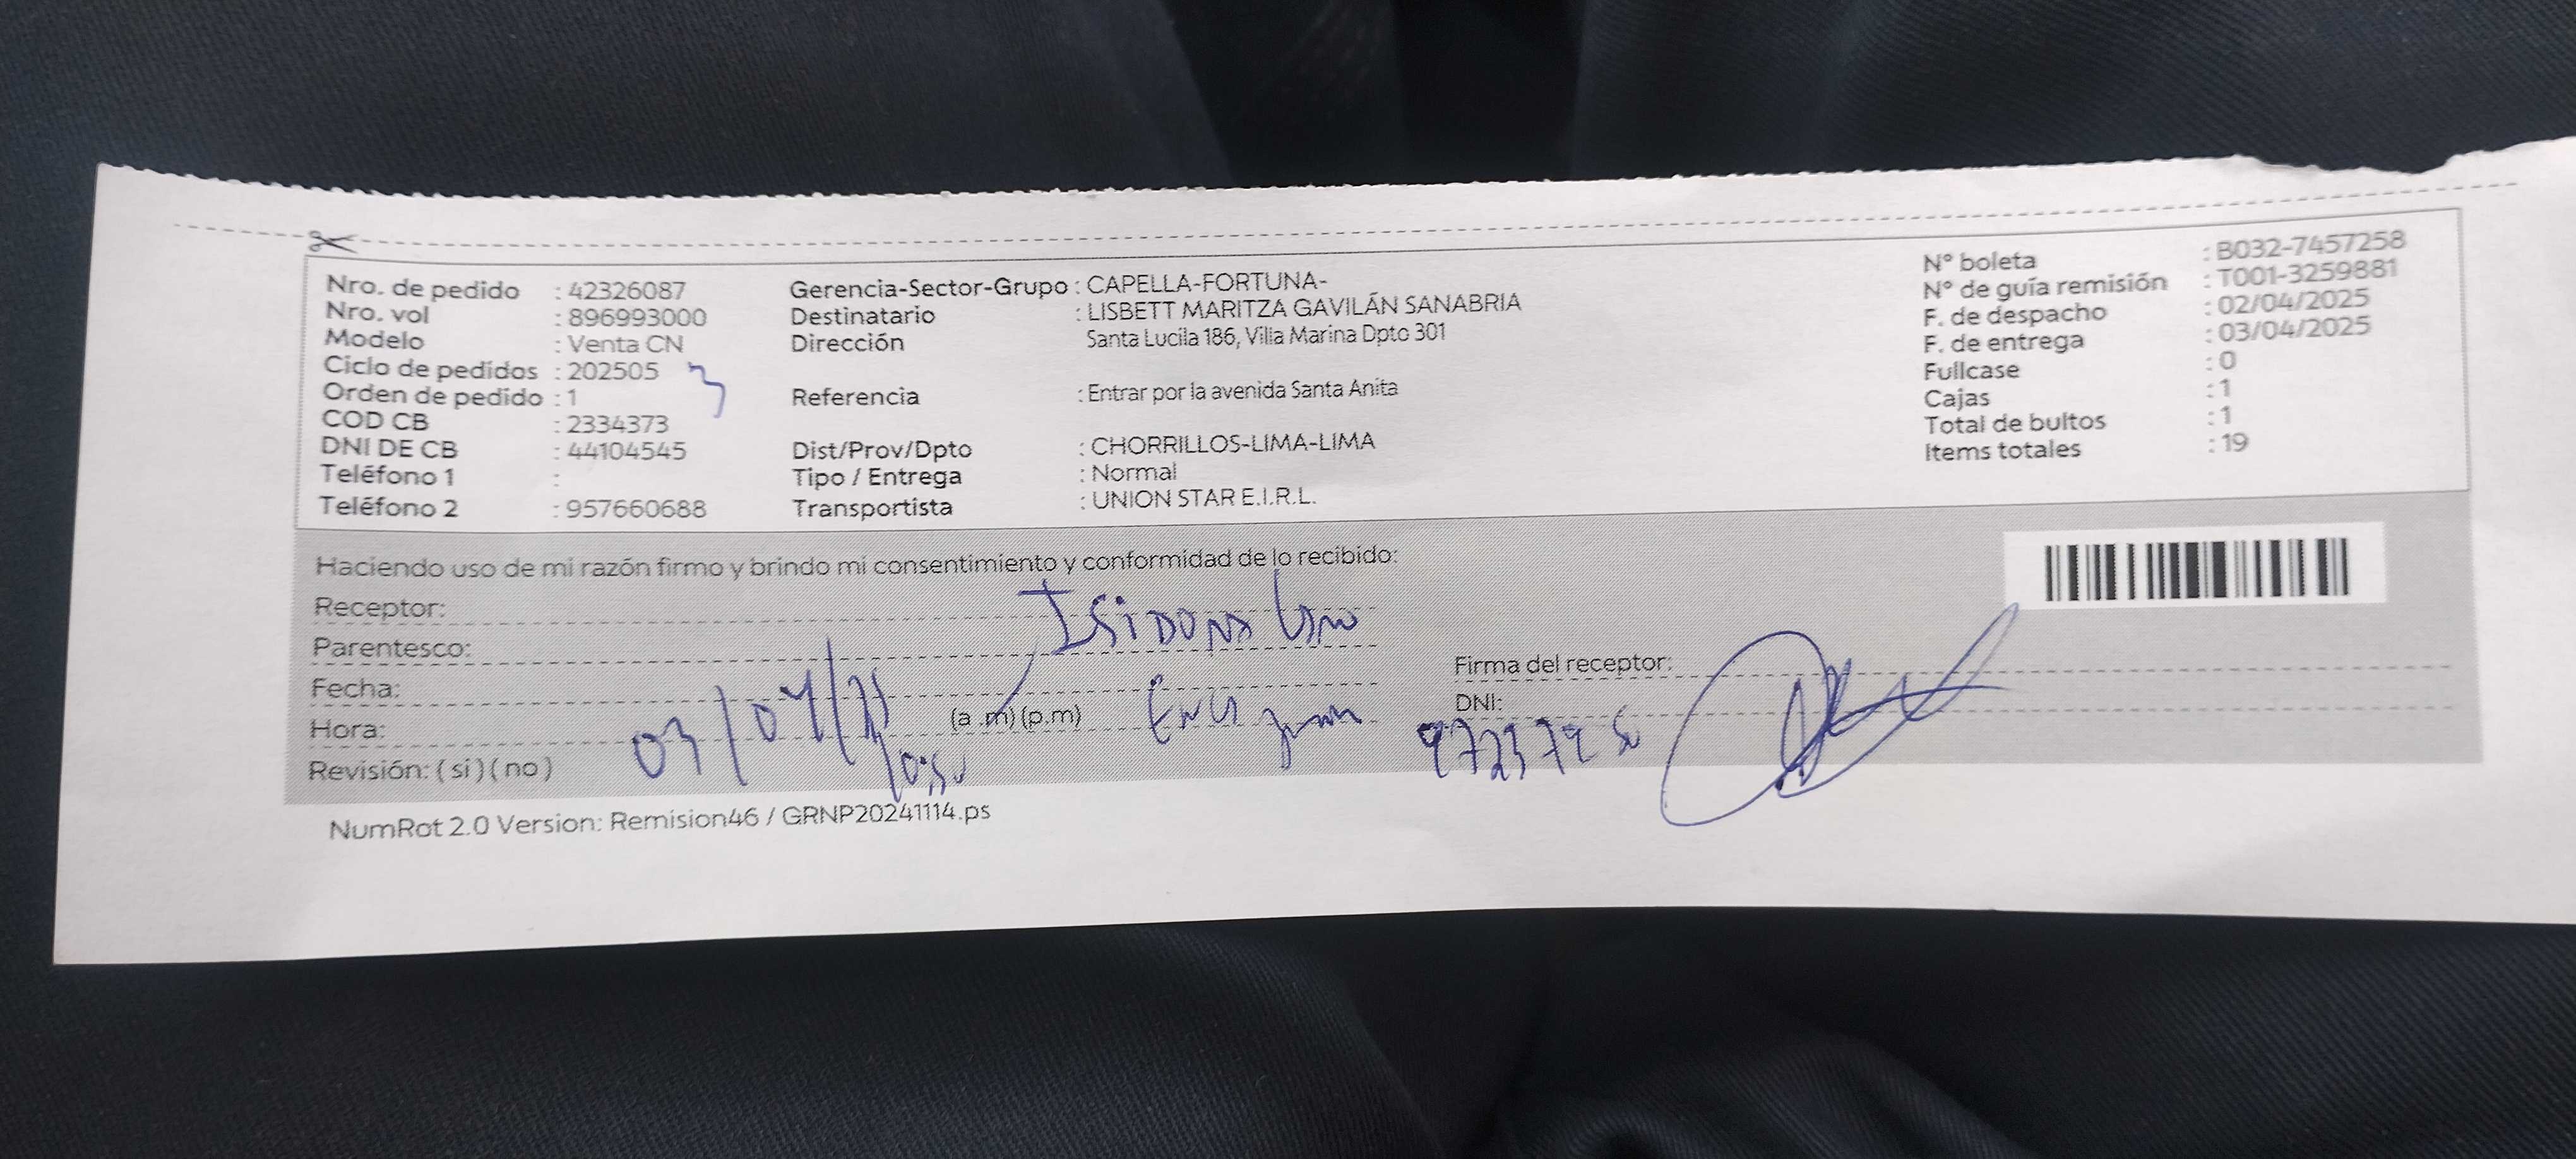 Nro. de pedido : 42326087
Nro. vol : 896993000
Modelo : Venta CN
Ciclo de pedidos : 202505
Orden de pedido : 1
COD CB : 2334373
DNI DE CB : 44104545
Teléfono 1 :
Teléfono 2 : 957660688
Gerencia-Sector-Grupo : CAPELLA-FORTUNA-
Destinatario : LISBETT MARITZA GAVILÁN SANABRIA
Dirección Santa Lucila 186, Villa Marina Dpto 301
Referencia : Entrar por la avenida Santa Anita
Dist/Prov/Dpto : CHORRILLOS-LIMA-LIMA
Tipo / Entrega : Normal
Transportista : UNION STAR E.I.R.L.
N° boleta : B032-7457258
N° de guía remisión : T001-3259881
F. de despacho : 02/04/2025
F. de entrega : 03/04/2025
Fullcase : 0
Cajas : 1
Total de bultos : 1
Items totales : 19
3
Haciendo uso de mi razón firmo y brindo mi consentimiento y conformidad de lo recibido:
Receptor:
Parentesco:
Fecha:
Hora: (a .m)(p.m)
Revisión: ( si ) ( no )
Firma del receptor:
DNI:
NumRot 2.0 Version: Remision46 / GRNP20241114.ps